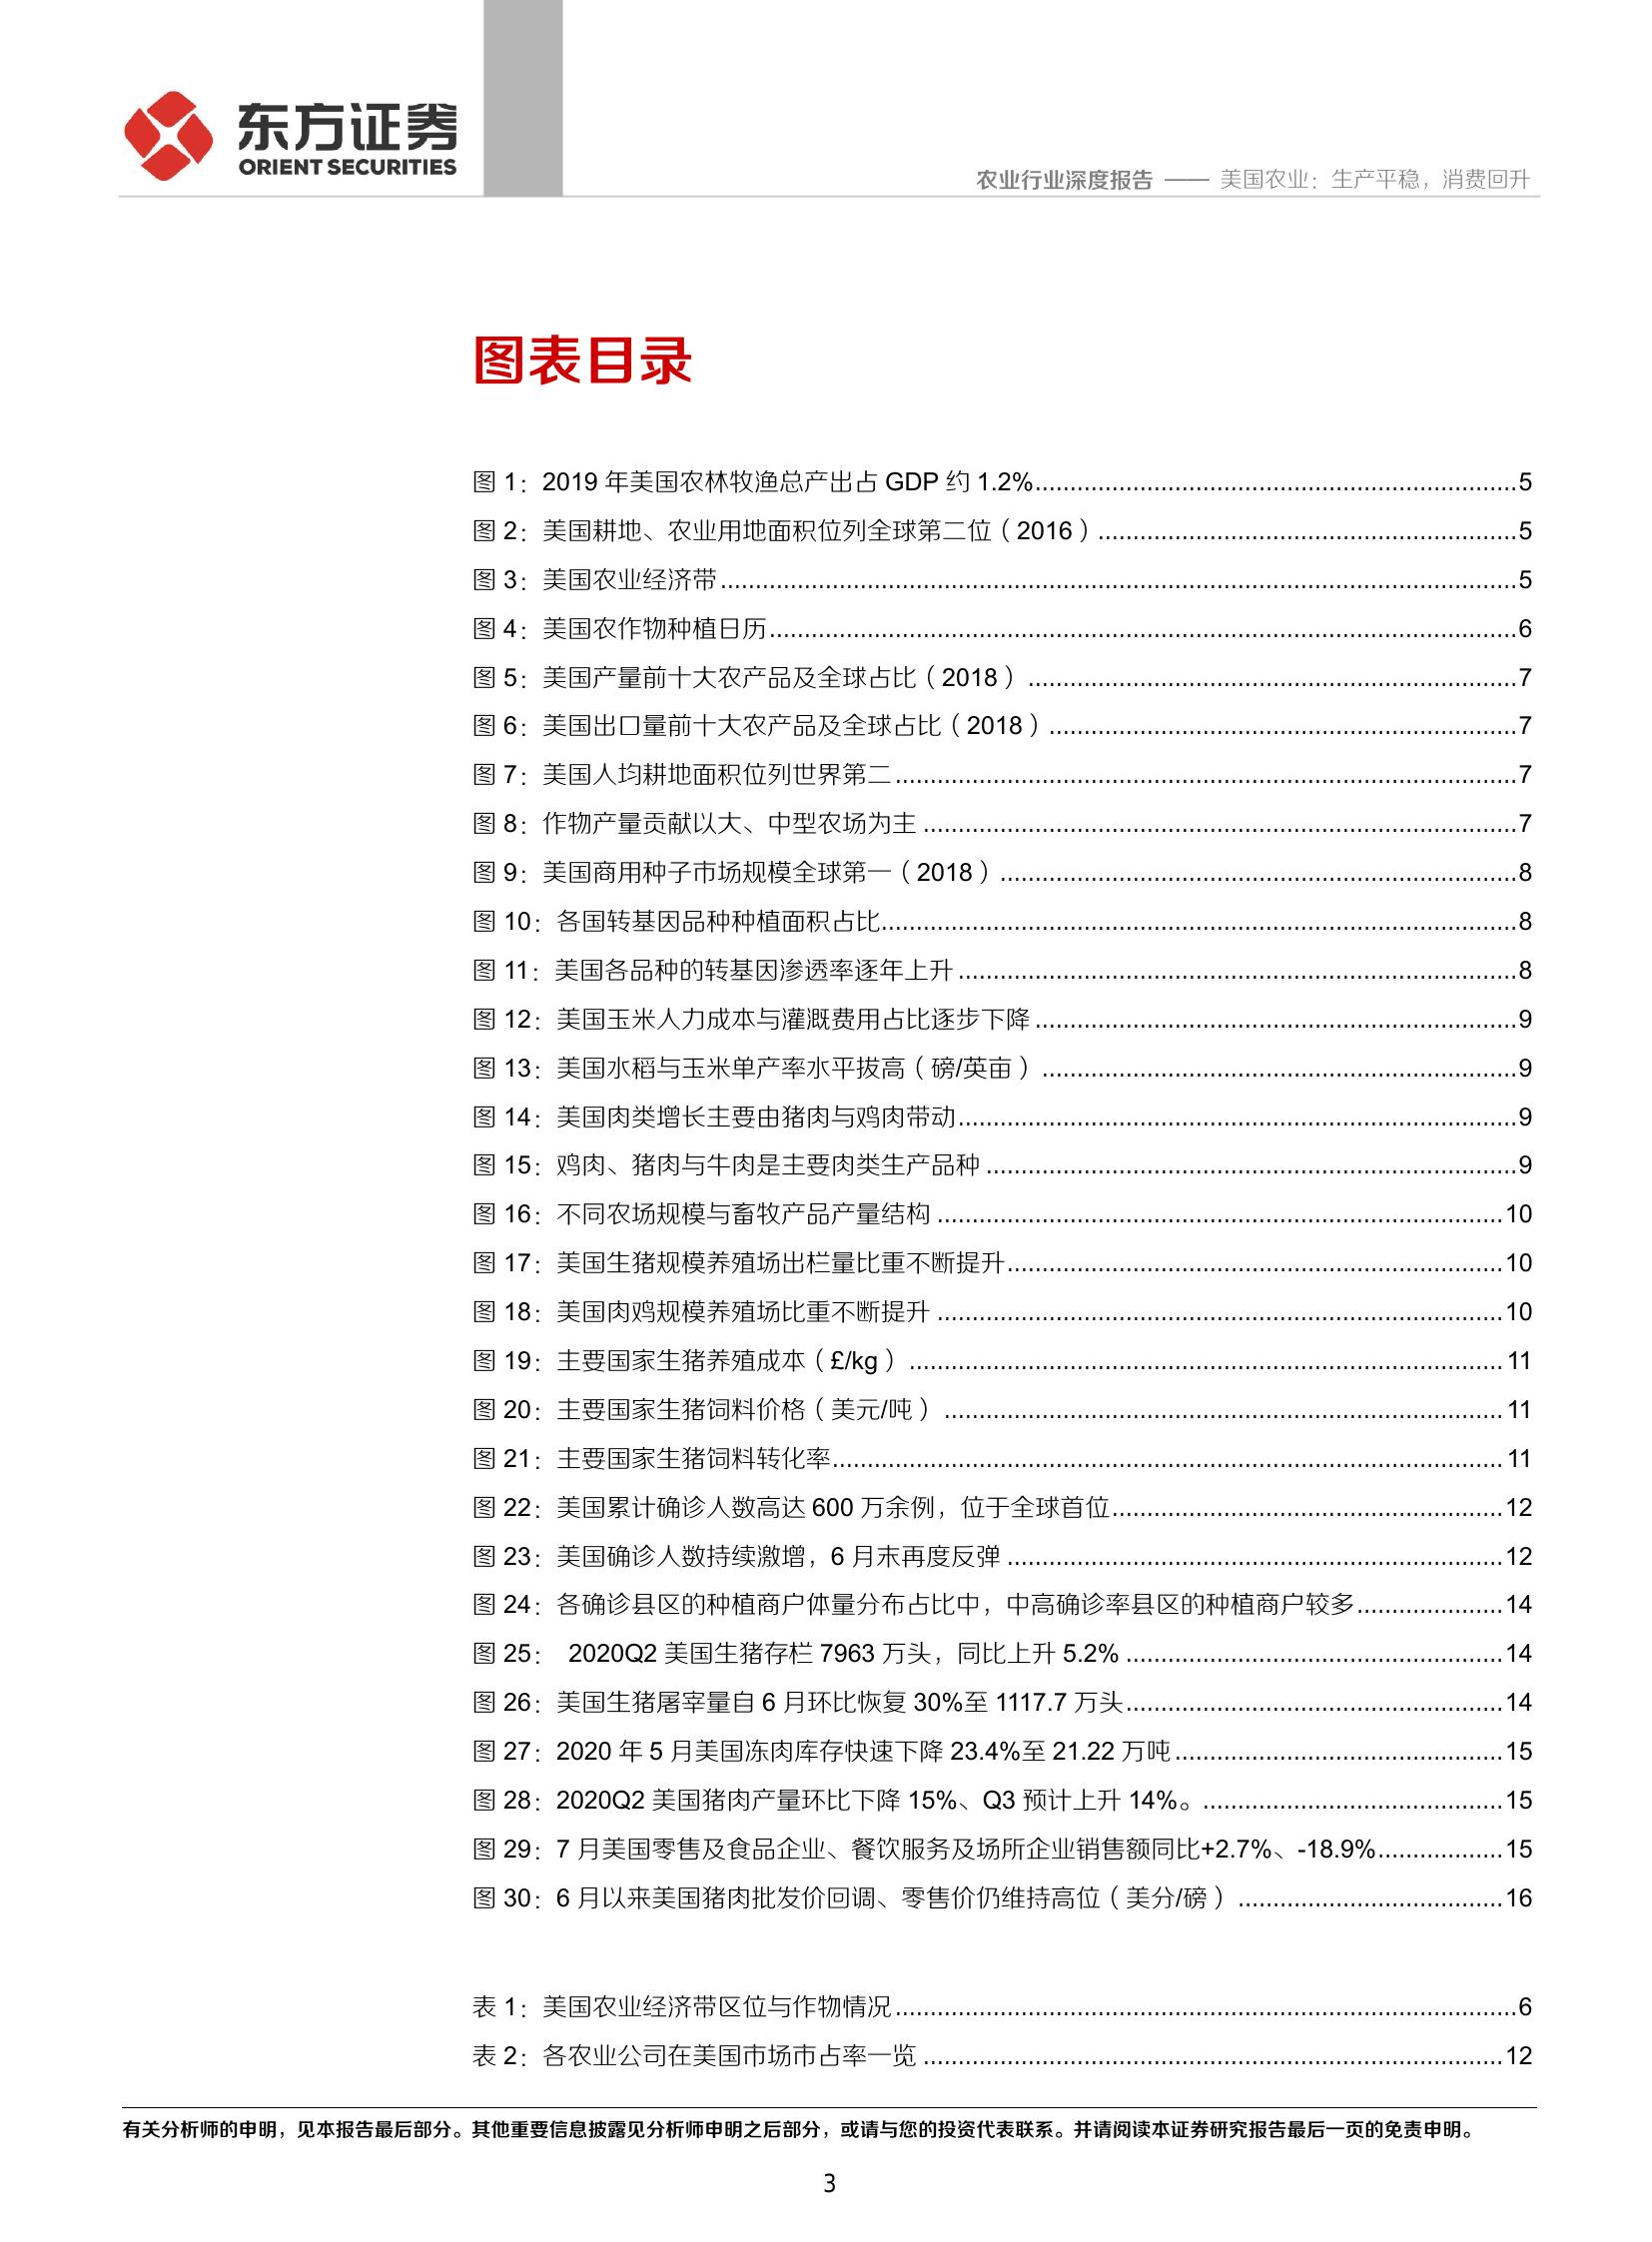 东方证券
ORIENT SECURITIES
农业行业深度报告 —— 美国农业：生产平稳，消费回升
图表目录
图 1：2019 年美国农林牧渔总产出占 GDP 约 1.2%......5
图 2：美国耕地、农业用地面积位列全球第二位（2016）......5
图 3：美国农业经济带......5
图 4：美国农作物种植日历......6
图 5：美国产量前十大农产品及全球占比（2018）......7
图 6：美国出口量前十大农产品及全球占比（2018）......7
图 7：美国人均耕地面积位列世界第二......7
图 8：作物产量贡献以大、中型农场为主......7
图 9：美国商用种子市场规模全球第一（2018）......8
图 10：各国转基因品种种植面积占比......8
图 11：美国各品种的转基因渗透率逐年上升......8
图 12：美国玉米人力成本与灌溉费用占比逐步下降......9
图 13：美国水稻与玉米单产率水平拔高（磅/英亩）......9
图 14：美国肉类增长主要由猪肉与鸡肉带动......9
图 15：鸡肉、猪肉与牛肉是主要肉类生产品种......9
图 16：不同农场规模与畜牧产品产量结构......10
图 17：美国生猪规模养殖场出栏量比重不断提升......10
图 18：美国肉鸡规模养殖场比重不断提升......10
图 19：主要国家生猪养殖成本（£/kg）......11
图 20：主要国家生猪饲料价格（美元/吨）......11
图 21：主要国家生猪饲料转化率......11
图 22：美国累计确诊人数高达 600 万余例，位于全球首位......12
图 23：美国确诊人数持续激增，6 月末再度反弹......12
图 24：各确诊县区的种植商户体量分布占比中，中高确诊率县区的种植商户较多......14
图 25： 2020Q2 美国生猪存栏 7963 万头，同比上升 5.2%......14
图 26：美国生猪屠宰量自 6 月环比恢复 30%至 1117.7 万头......14
图 27：2020 年 5 月美国冻肉库存快速下降 23.4%至 21.22 万吨......15
图 28：2020Q2 美国猪肉产量环比下降 15%、Q3 预计上升 14%。......15
图 29：7 月美国零售及食品企业、餐饮服务及场所企业销售额同比+2.7%、-18.9%......15
图 30：6 月以来美国猪肉批发价回调、零售价仍维持高位（美分/磅）......16
表 1：美国农业经济带区位与作物情况......6
表 2：各农业公司在美国市场市占率一览......12
有关分析师的申明，见本报告最后部分。其他重要信息披露见分析师申明之后部分，或请与您的投资代表联系。并请阅读本证券研究报告最后一页的免责申明。
3